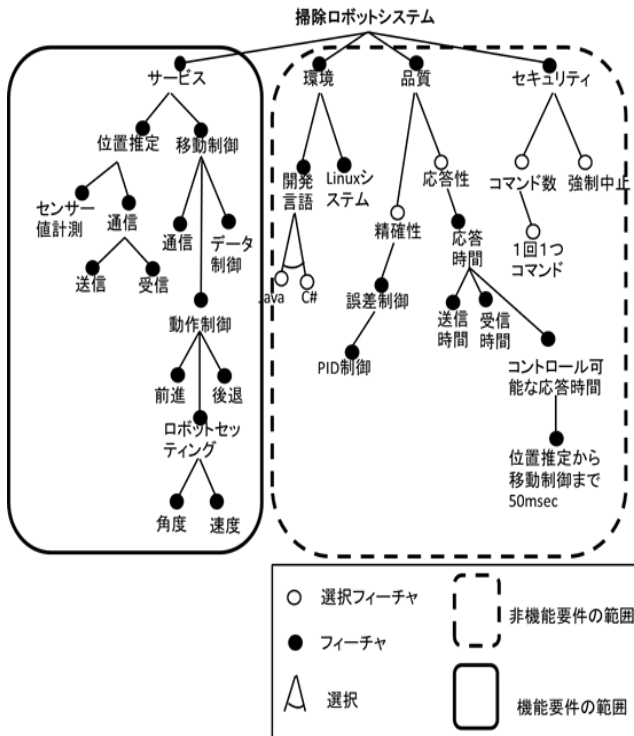 掃除ロボットシステム
サービス
環境
品質
セキュリティ
位置推定
移動制御
開発
言語
Linuxシ
ステム
応答性
コマンド数
強制中止
センサー
値計測
通信
通信
データ
制御
精確性
応答
時間
1回1つ
コマンド
送信
受信
Java
C#
誤差制御
動作制御
送信
時間
受信
時間
PID制御
コントロール可
能な応答時間
前進
後退
ロボットセッ
ティング
位置推定から
移動制御まで
50msec
角度
速度
選択フィーチャ
フィーチャ
選択
非機能要件の範囲
機能要件の範囲